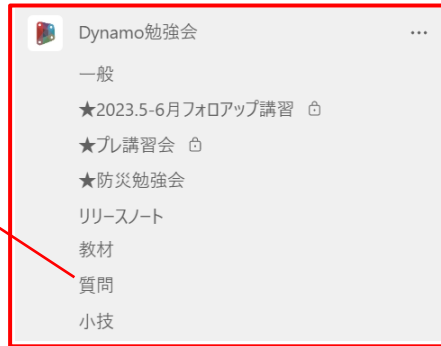 Dynamo勉強会 …
一般
★2023.5-6月フォロアップ講習
★プレ講習会
★防災勉強会
リリースノート
教材
質問
小技